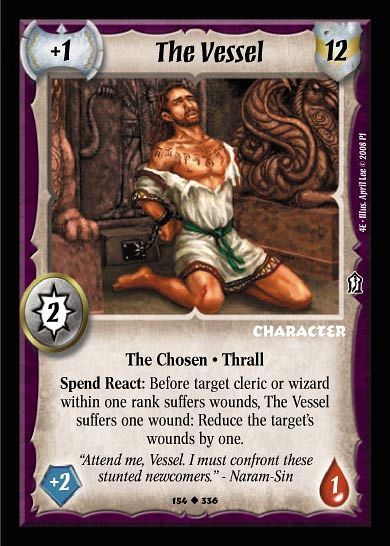 +1
The Vessel
12
4E • Illus. April Lee © 2008 PI
2
CHARACTER
The Chosen • Thrall
Spend React: Before target cleric or wizard
within one rank suffers wounds, The Vessel
suffers one wound: Reduce the target's
wounds by one.
"Attend me, Vessel. I must confront these
stunted newcomers." - Naram-Sin
+2
154 ◆ 336
1